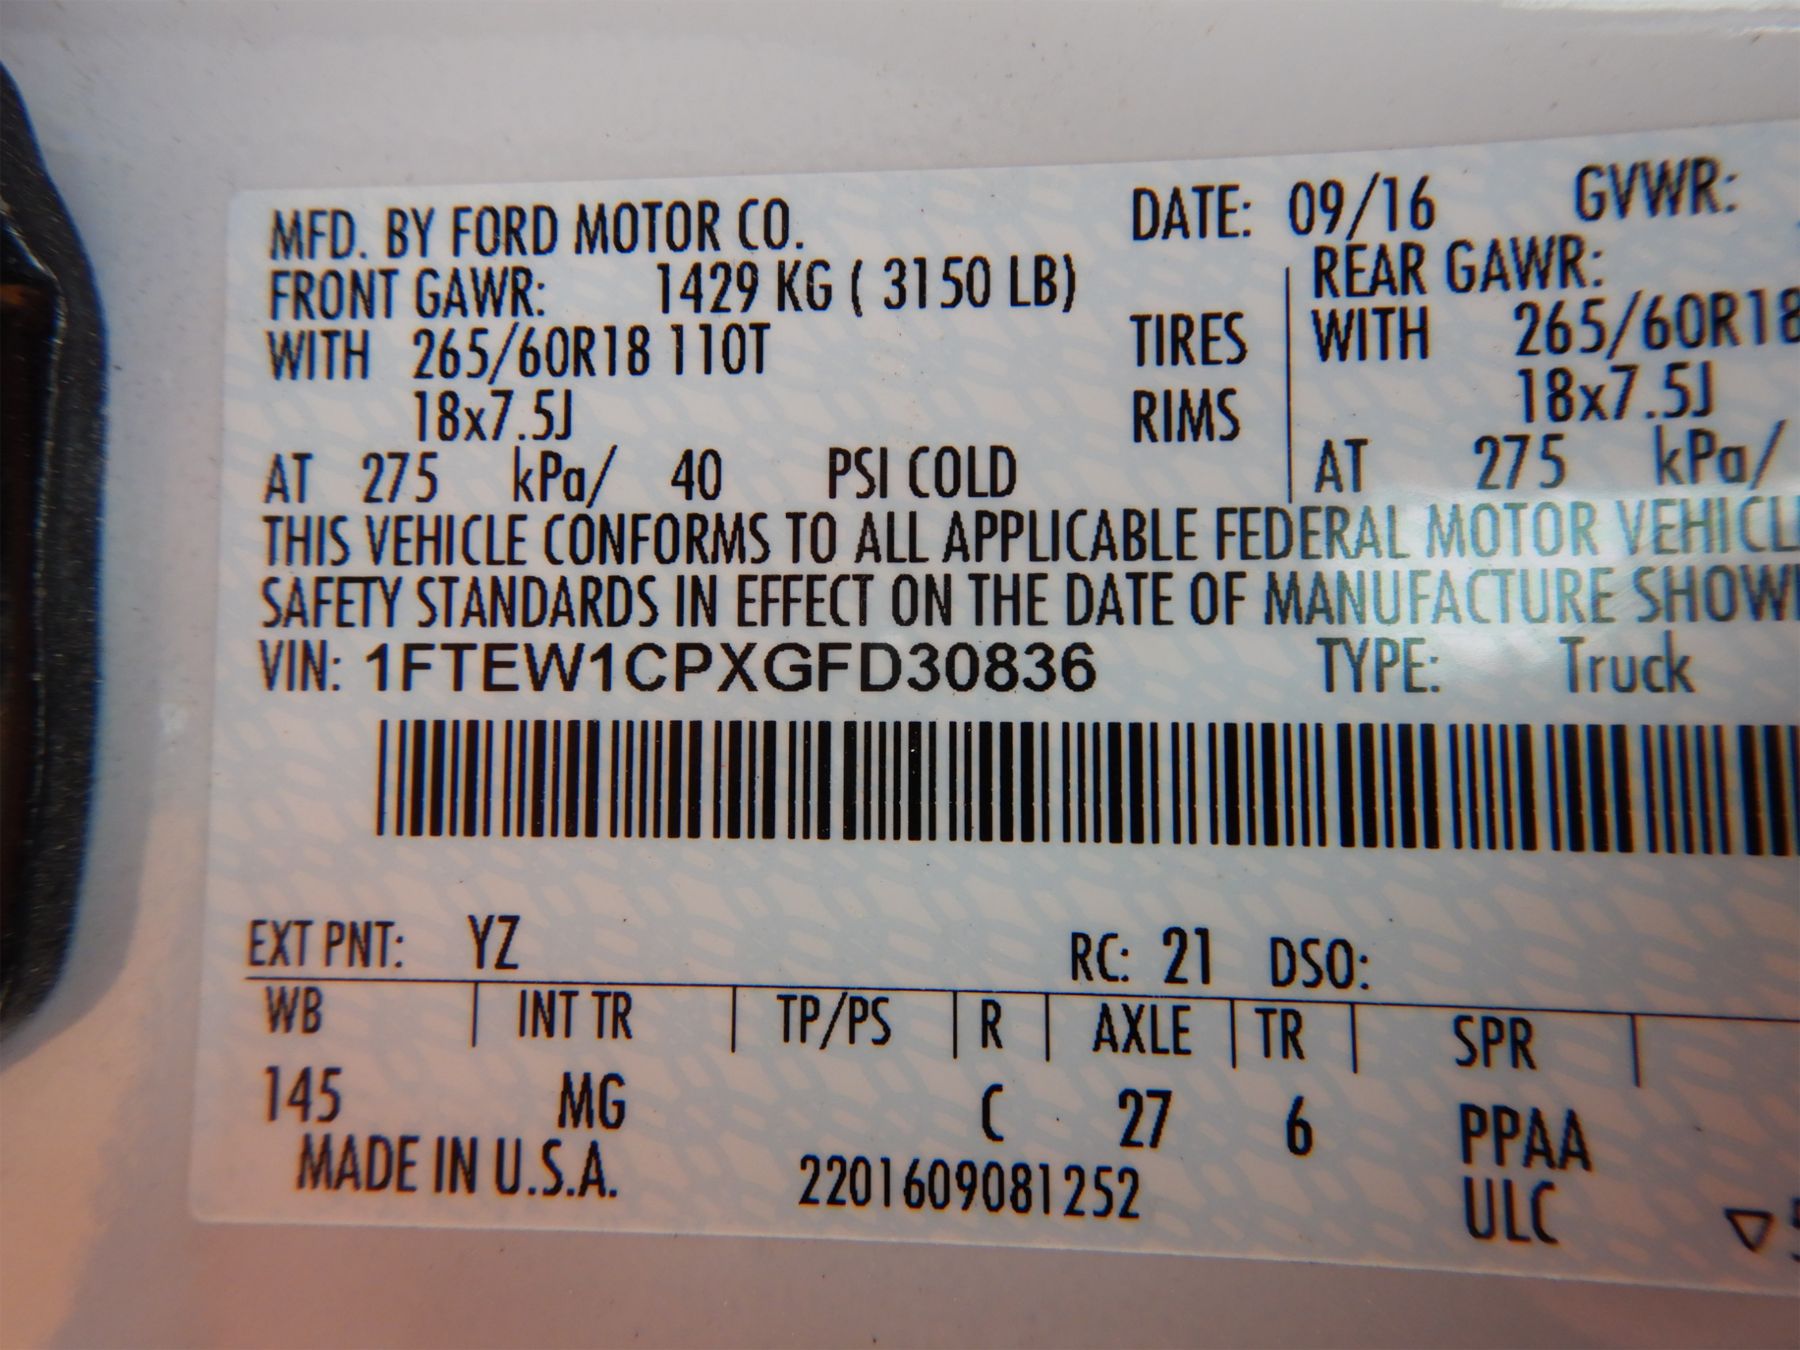 MFD. BY FORD MOTOR CO. DATE: 09/16 GVWR:
FRONT GAWR: 1429 KG ( 3150 LB) REAR GAWR:
WITH 265/60R18 110T TIRES WITH 265/60R18
18x7.5J RIMS 18x7.5J
AT 275 kPa/ 40 PSI COLD AT 275 kPa/
THIS VEHICLE CONFORMS TO ALL APPLICABLE FEDERAL MOTOR VEHICL
SAFETY STANDARDS IN EFFECT ON THE DATE OF MANUFACTURE SHOW
VIN: 1FTEW1CPXGFD30836 TYPE: Truck
EXT PNT: YZ RC: 21 DSO:
WB INT TR TP/PS R AXLE TR SPR
145 MG C 27 6 PPAA
MADE IN U.S.A. 2201609081252 ULC